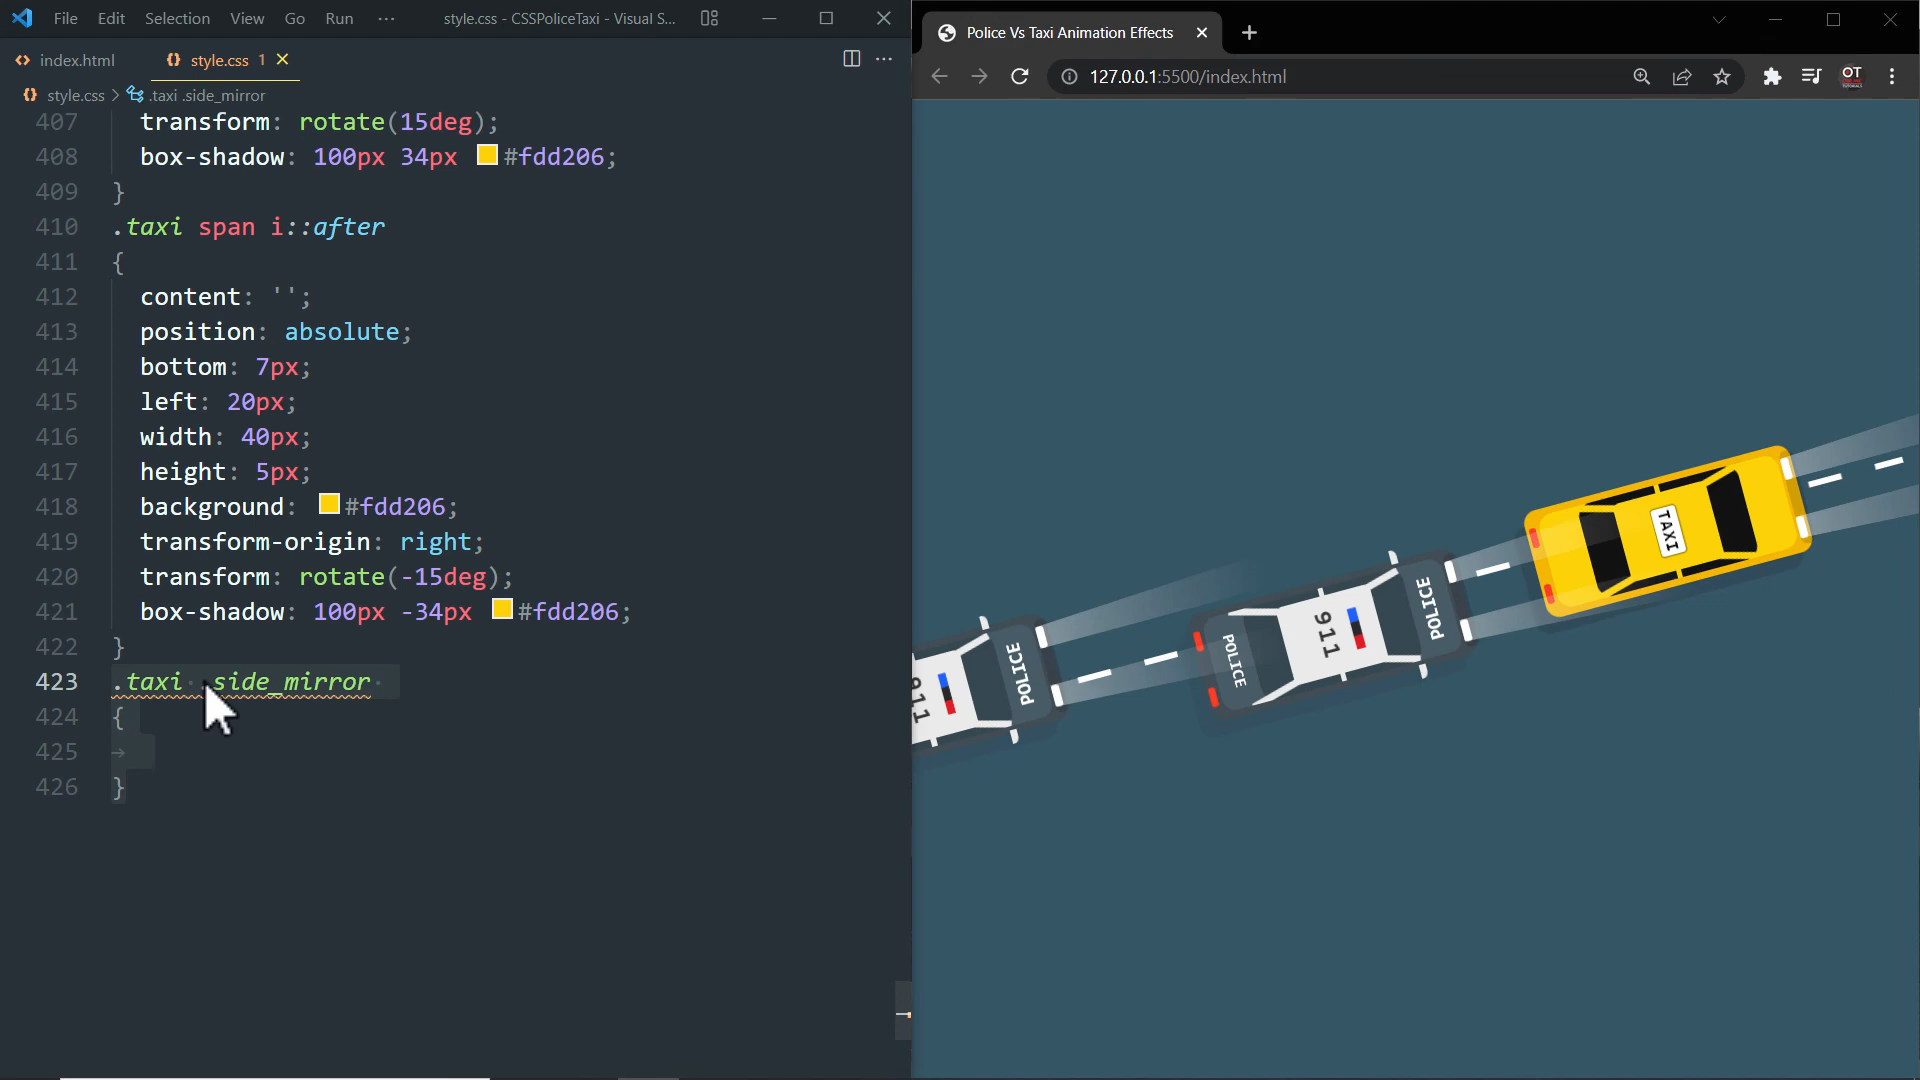 File Edit Selection View Go Run ··· style.css - CSSPoliceTaxi - Visual S...
index.html style.css 1
style.css > .taxi .side_mirror
407 transform: rotate(15deg);
408 box-shadow: 100px 34px #fdd206;
409 }
410 .taxi span i::after
411 {
412 content: '';
413 position: absolute;
414 bottom: 7px;
415 left: 20px;
416 width: 40px;
417 height: 5px;
418 background: #fdd206;
419 transform-origin: right;
420 transform: rotate(-15deg);
421 box-shadow: 100px -34px #fdd206;
422 }
423 .taxi .side_mirror
424 {
425
426 }
Police Vs Taxi Animation Effects
127.0.0.1:5500/index.html
OT
TAXI
POLICE
911
POLICE
POLICE
911